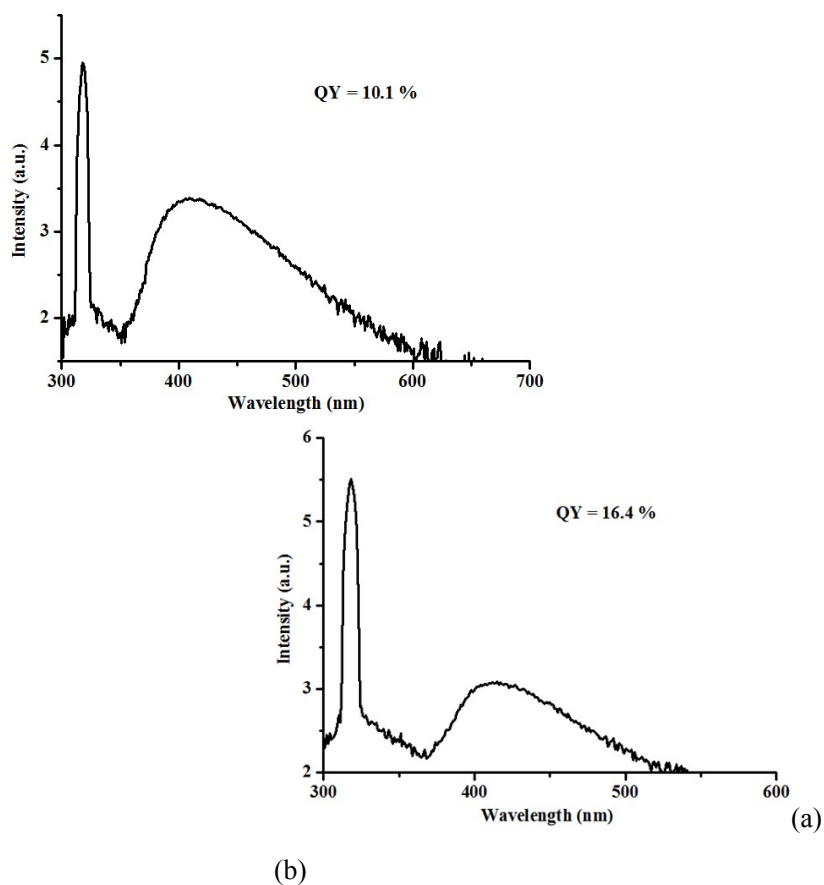 5
4
3
2
Intensity (a.u.)
QY = 10.1 %
300 400 500 600 700
Wavelength (nm)
6
5
4
3
2
Intensity (a.u.)
QY = 16.4 %
300 400 500 600
Wavelength (nm)
(a)
(b)